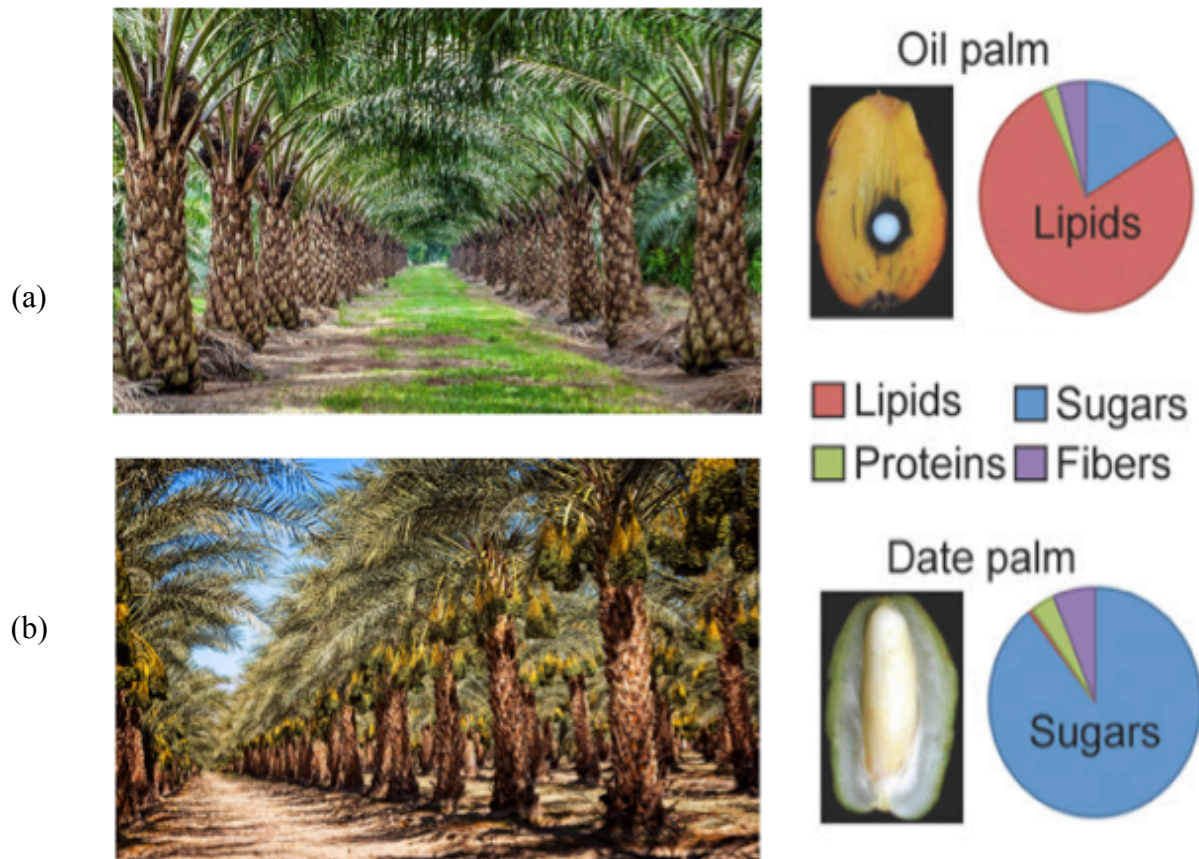 Oil palm
Lipids
(a)
Lipids Sugars
Proteins Fibers
Date palm
(b)
Sugars